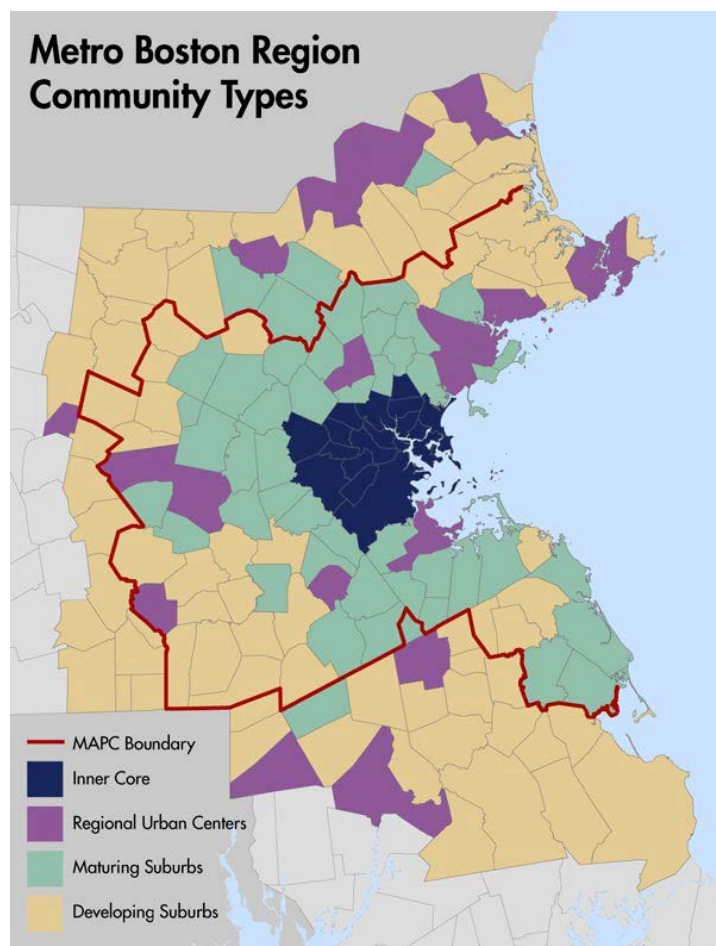 Metro Boston Region
Community Types
MAPC Boundary
Inner Core
Regional Urban Centers
Maturing Suburbs
Developing Suburbs